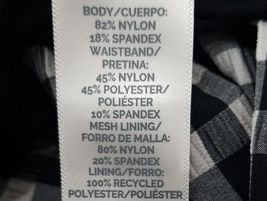 BODY/CUERPO:
82% NYLON
18% SPANDEX
WAISTBAND/
PRETINA:
45% NYLON
45% POLYESTER/
POLIÉSTER
10% SPANDEX
MESH LINING/
FORRO DE MALLA:
80% NYLON
20% SPANDEX
LINING/FORRO:
100% RECYCLED
POLYESTER/POLIÉSTER